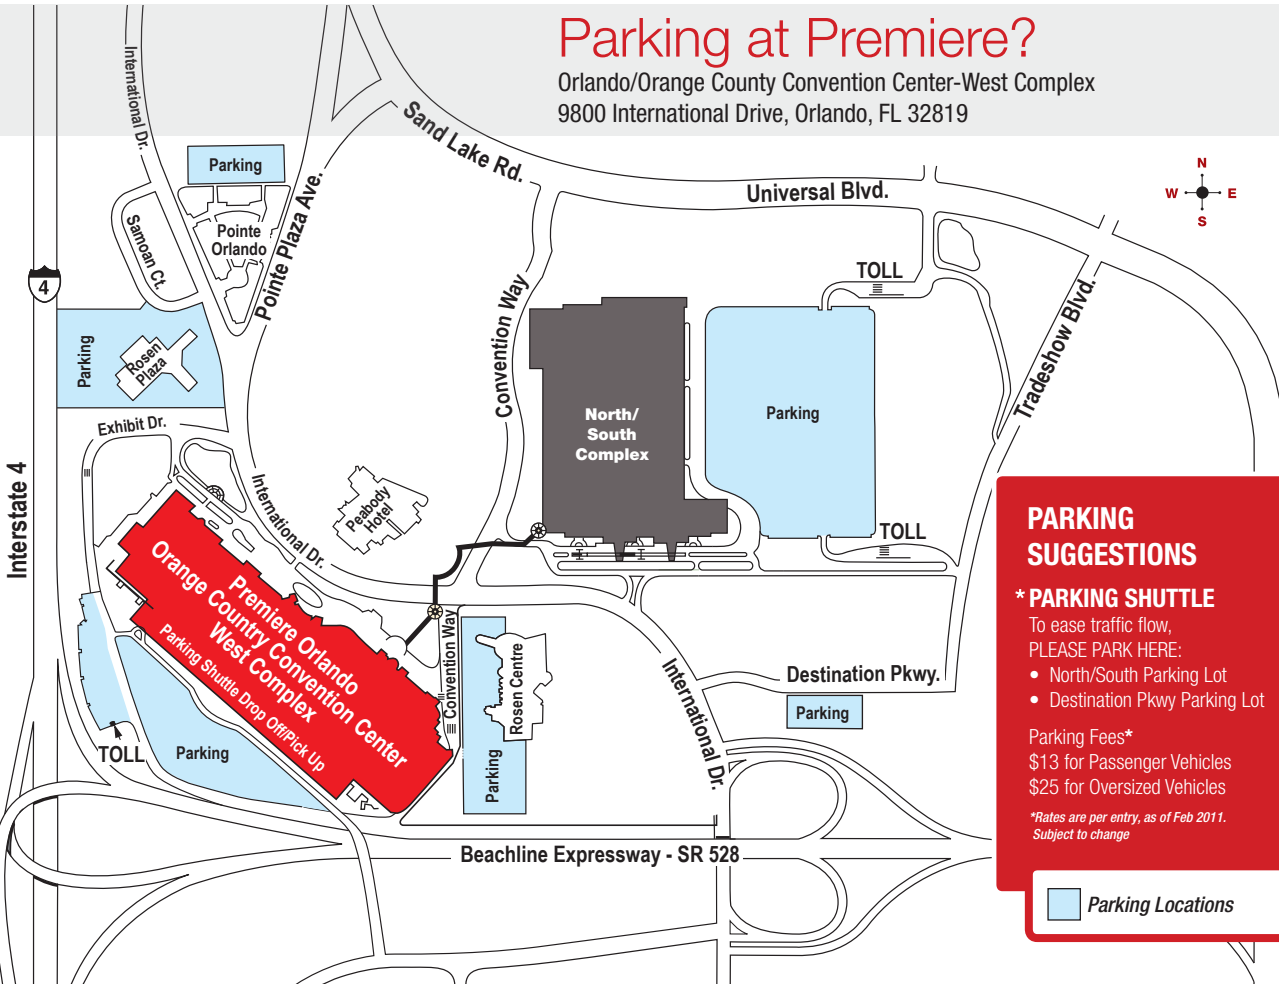 Parking at Premiere?
Orlando/Orange County Convention Center-West Complex
9800 International Drive, Orlando, FL 32819
International Dr.
Sand Lake Rd.
Universal Blvd.
N
W
E
S
Parking
Pointe Plaza Ave.
Samoan Ct.
Pointe
Orlando
4
TOLL
Convention Way
Tradeshow Blvd.
Parking
Rosen
Plaza
Exhibit Dr.
North/
South
Complex
Parking
Interstate 4
International Dr.
Peabody
Hotel
TOLL
Premiere Orlando
Orange County Convention Center
West Complex
Parking Shuttle Drop Off/Pick Up
Convention Way
Rosen Centre
Parking
International Dr.
Destination Pkwy.
Parking
TOLL
Parking
Beachline Expressway - SR 528
PARKING
SUGGESTIONS
* PARKING SHUTTLE
To ease traffic flow,
PLEASE PARK HERE:
• North/South Parking Lot
• Destination Pkwy Parking Lot
Parking Fees*
$13 for Passenger Vehicles
$25 for Oversized Vehicles
*Rates are per entry, as of Feb 2011.
Subject to change
Parking Locations